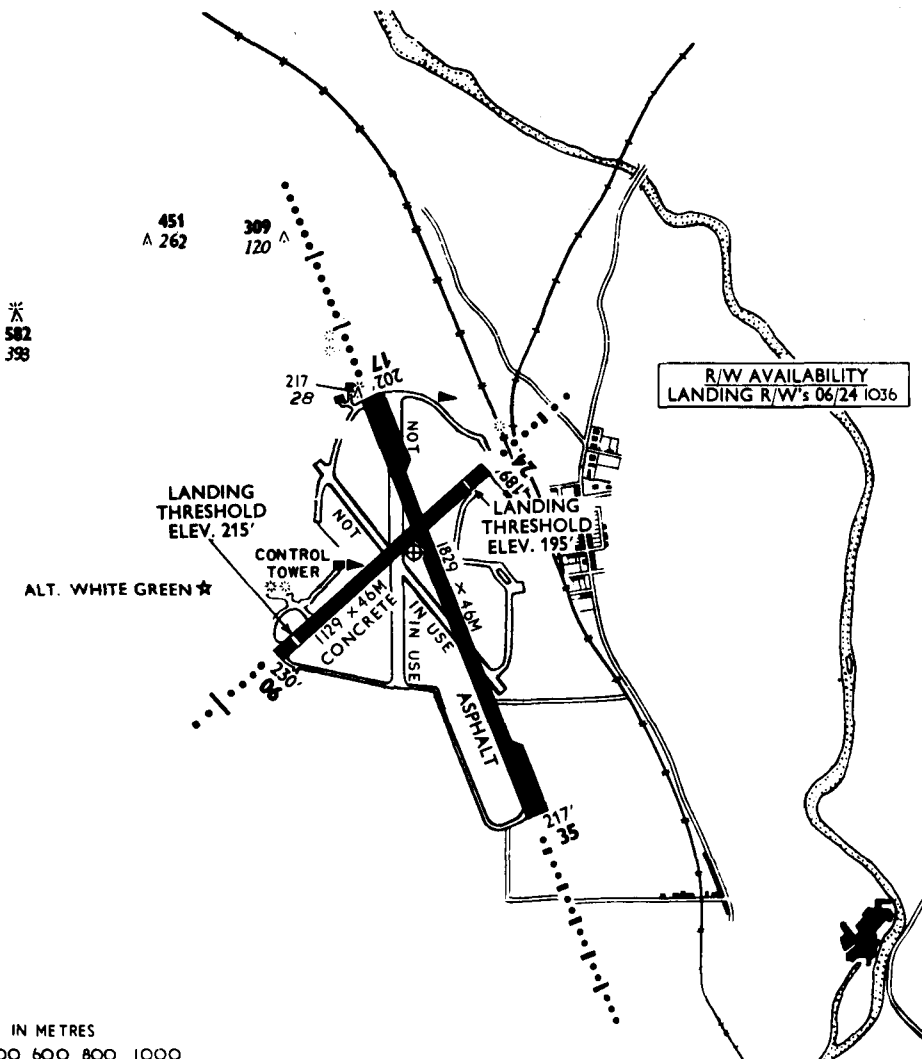 451
262
309
120
582
393
17
202'
217
28
R/W AVAILABILITY
LANDING R/W's 06/24 1036
NOT
24
189'
LANDING
THRESHOLD
ELEV. 215'
NOT
LANDING
THRESHOLD
ELEV. 195'
CONTROL
TOWER
ALT. WHITE GREEN
1829 x 46M
1129 x 46M
CONCRETE
IN USE
IN USE
230'
06
ASPHALT
217'
35
IN METRES
600 800 1000